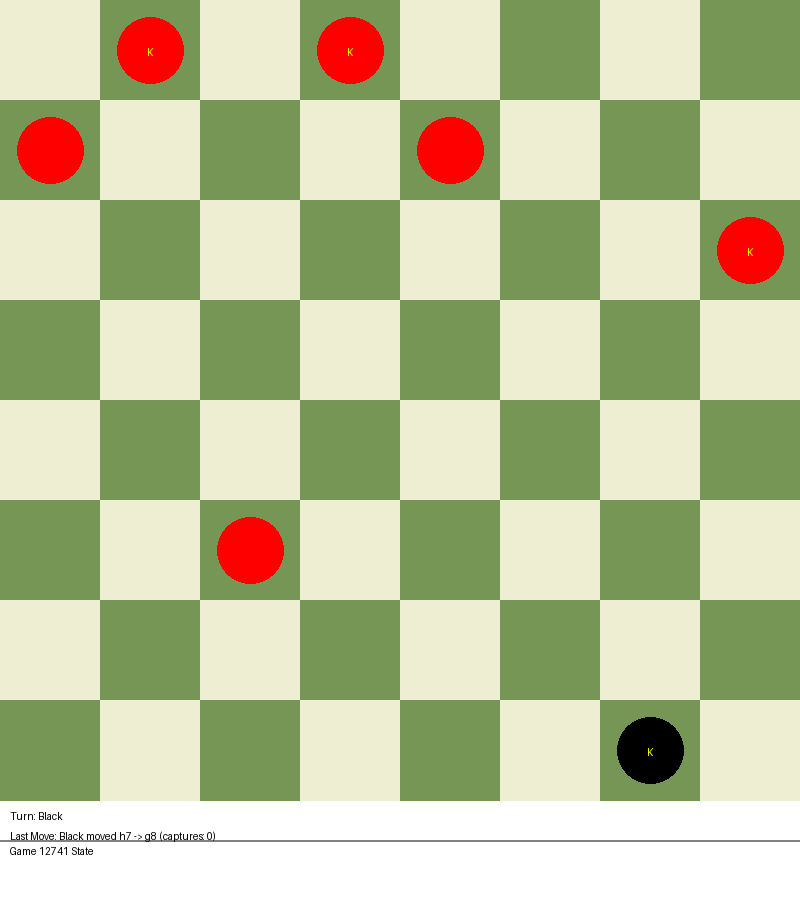 K K
K
K
Turn: Black
Last Move: Black moved h7 -> g8 (captures: 0)
Game 12741 State